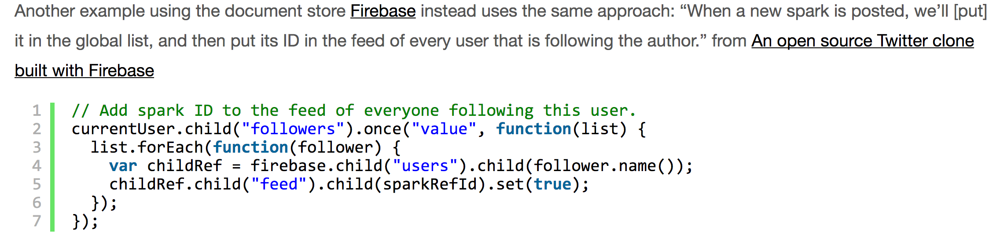 Another example using the document store Firebase instead uses the same approach: “When a new spark is posted, we’ll [put]
it in the global list, and then put its ID in the feed of every user that is following the author.” from An open source Twitter clone
built with Firebase
1 // Add spark ID to the feed of everyone following this user.
2 currentUser.child("followers").once("value", function(list) {
3   list.forEach(function(follower) {
4     var childRef = firebase.child("users").child(follower.name());
5     childRef.child("feed").child(sparkRefId).set(true);
6   });
7 });